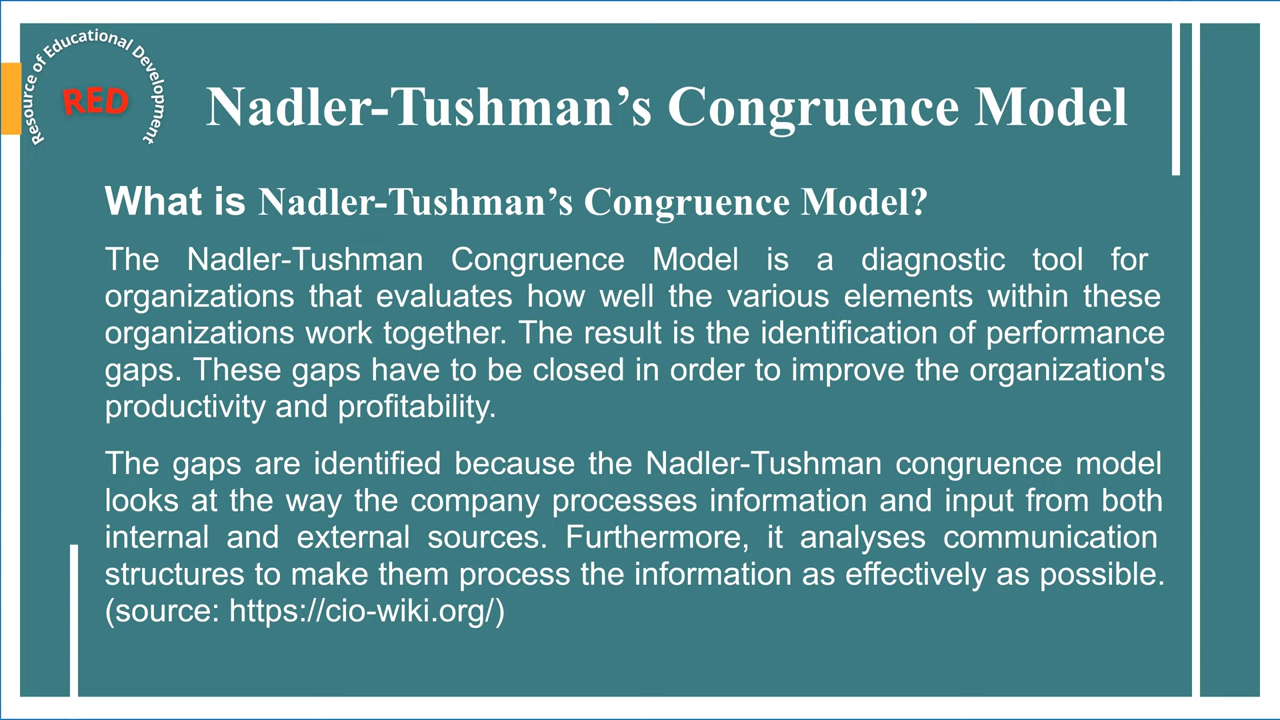 Resource of Educational Development
RED
Nadler-Tushman’s Congruence Model
What is Nadler-Tushman’s Congruence Model?
The Nadler-Tushman Congruence Model is a diagnostic tool for
organizations that evaluates how well the various elements within these
organizations work together. The result is the identification of performance
gaps. These gaps have to be closed in order to improve the organization's
productivity and profitability.
The gaps are identified because the Nadler-Tushman congruence model
looks at the way the company processes information and input from both
internal and external sources. Furthermore, it analyses communication
structures to make them process the information as effectively as possible.
(source: https://cio-wiki.org/)